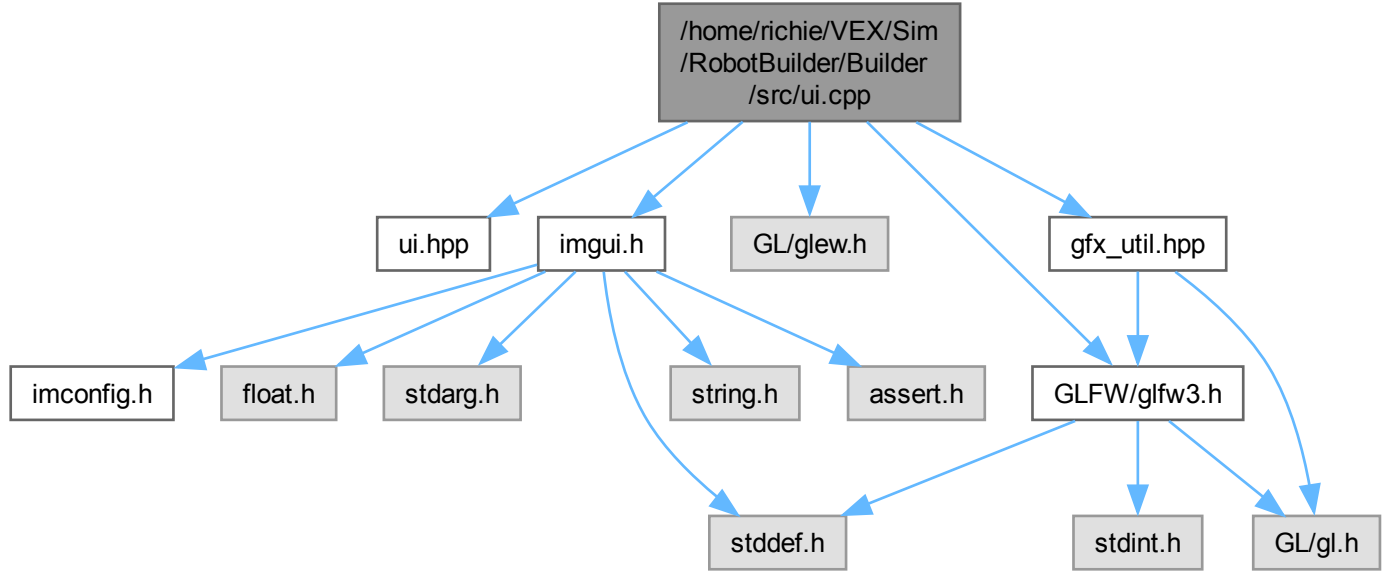 /home/richie/VEX/Sim
/RobotBuilder/Builder
/src/ui.cpp
ui.hpp
imgui.h
GL/glew.h
gfx_util.hpp
imconfig.h
float.h
stdarg.h
string.h
assert.h
GLFW/glfw3.h
stddef.h
stdint.h
GL/gl.h